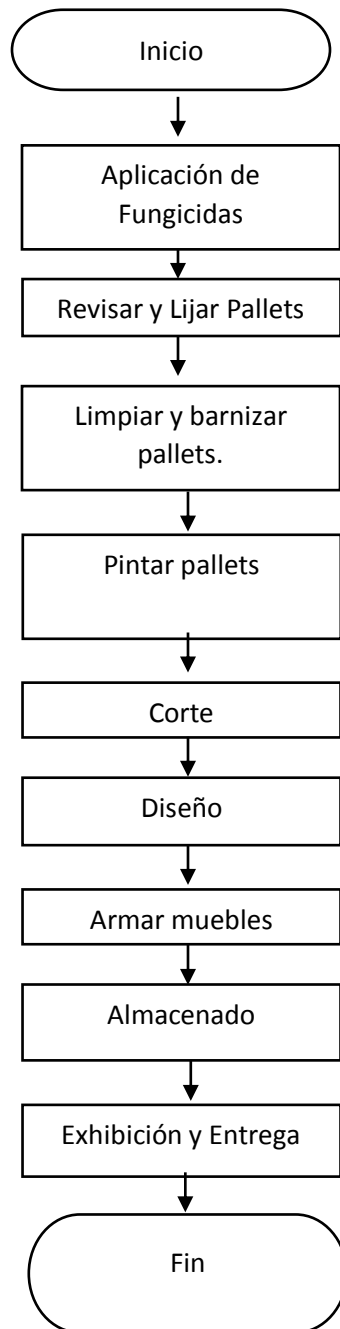 Inicio
Aplicación de
Fungicidas
Revisar y Lijar Pallets
Limpiar y barnizar
pallets.
Pintar pallets
Corte
Diseño
Armar muebles
Almacenado
Exhibición y Entrega
Fin